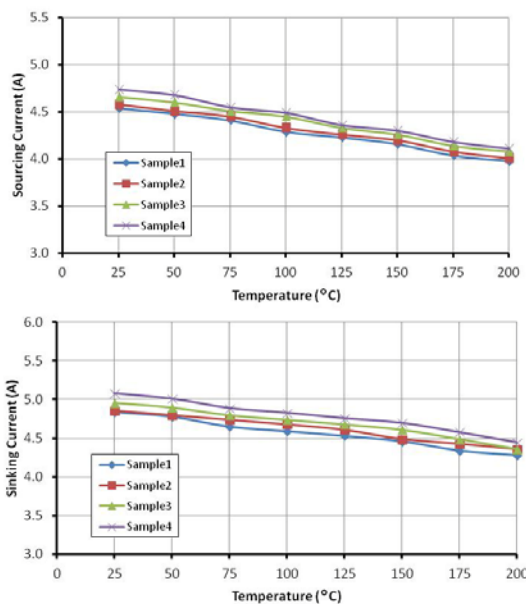 5.5
5.0
4.5
4.0
3.5
3.0
Sourcing Current (A)
Sample1
Sample2
Sample3
Sample4
0 25 50 75 100 125 150 175 200
Temperature (°C)
6.0
5.5
5.0
4.5
4.0
3.5
3.0
Sinking Current (A)
Sample1
Sample2
Sample3
Sample4
0 25 50 75 100 125 150 175 200
Temperature (°C)